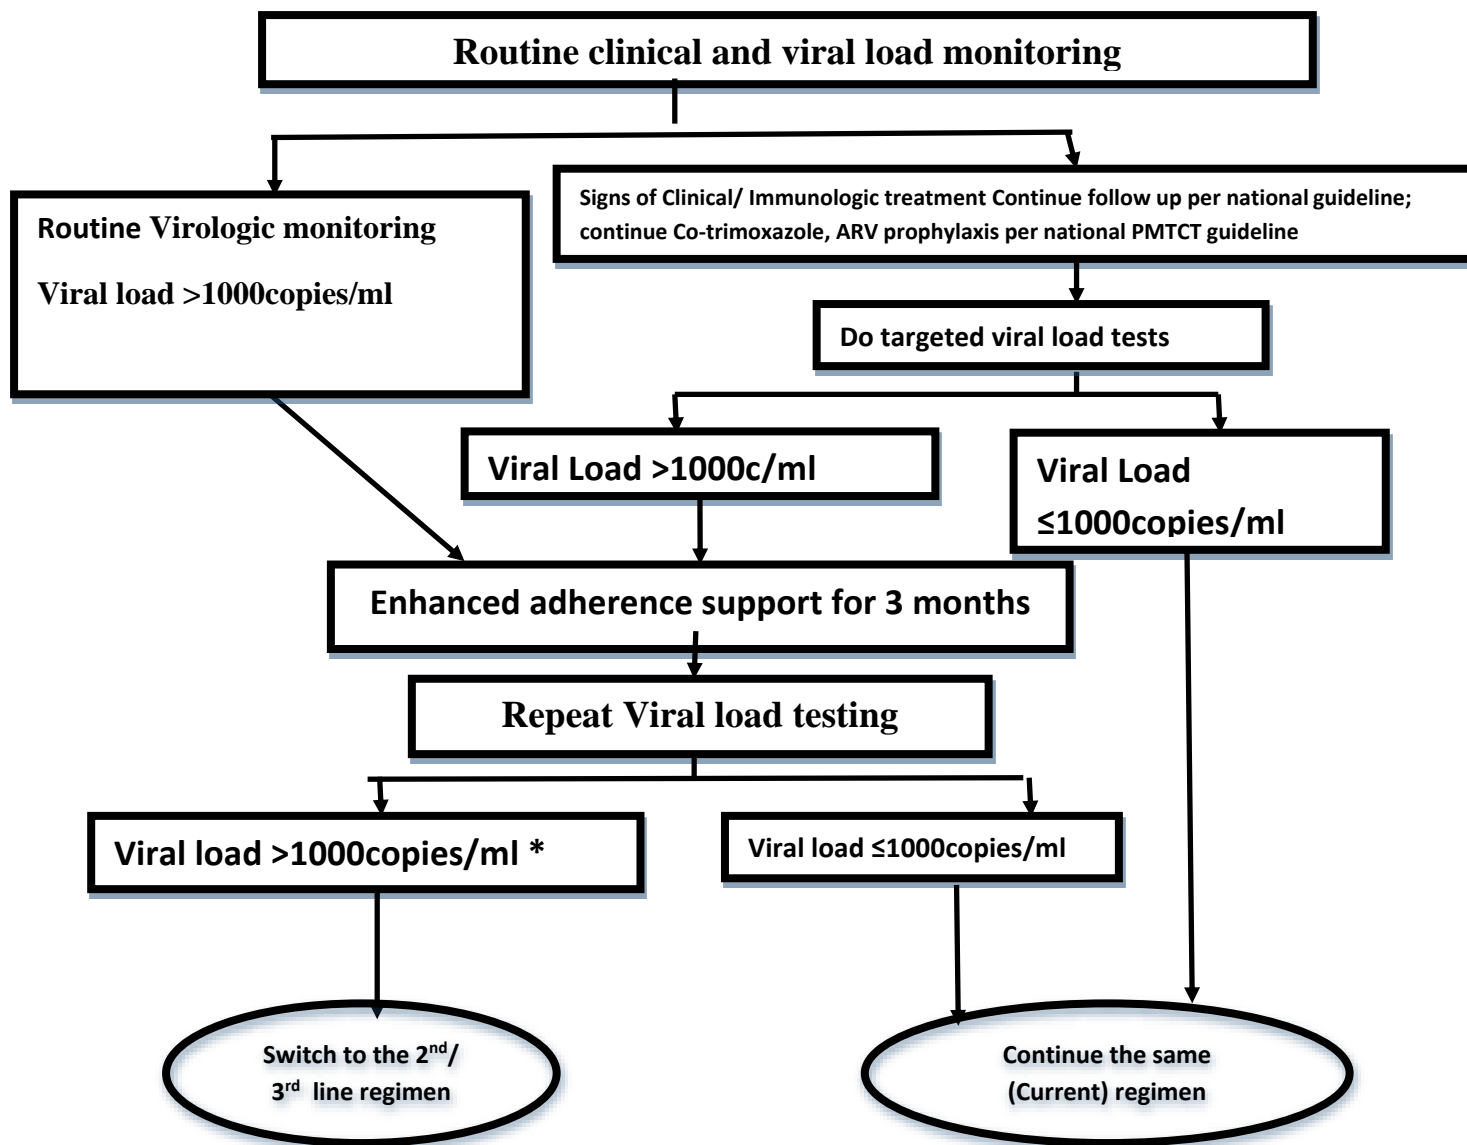 Routine clinical and viral load monitoring
Routine Virologic monitoring
Viral load >1000copies/ml
Signs of Clinical/ Immunologic treatment Continue follow up per national guideline;
continue Co-trimoxazole, ARV prophylaxis per national PMTCT guideline
Do targeted viral load tests
Viral Load >1000c/ml
Viral Load
≤1000copies/ml
Enhanced adherence support for 3 months
Repeat Viral load testing
Viral load >1000copies/ml *
Viral load ≤1000copies/ml
Switch to the 2nd/
3rd line regimen
Continue the same
(Current) regimen